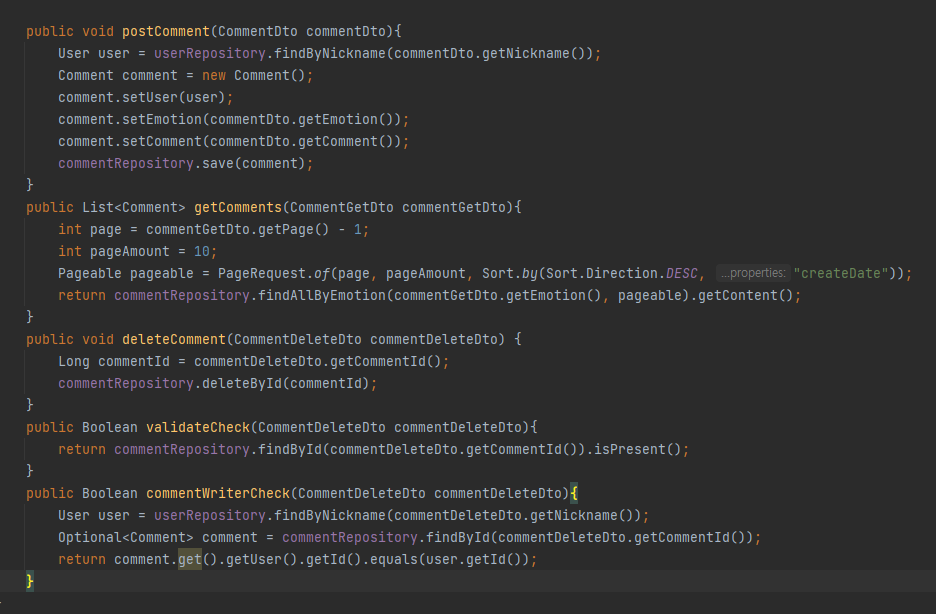 public void postComment(CommentDto commentDto){
    User user = userRepository.findByNickname(commentDto.getNickname());
    Comment comment = new Comment();
    comment.setUser(user);
    comment.setEmotion(commentDto.getEmotion());
    comment.setComment(commentDto.getComment());
    commentRepository.save(comment);
}
public List<Comment> getComments(CommentGetDto commentGetDto){
    int page = commentGetDto.getPage() - 1;
    int pageAmount = 10;
    Pageable pageable = PageRequest.of(page, pageAmount, Sort.by(Sort.Direction.DESC, ...properties: "createDate"));
    return commentRepository.findAllByEmotion(commentGetDto.getEmotion(), pageable).getContent();
}
public void deleteComment(CommentDeleteDto commentDeleteDto) {
    Long commentId = commentDeleteDto.getCommentId();
    commentRepository.deleteById(commentId);
}
public Boolean validateCheck(CommentDeleteDto commentDeleteDto){
    return commentRepository.findById(commentDeleteDto.getCommentId()).isPresent();
}
public Boolean commentWriterCheck(CommentDeleteDto commentDeleteDto){
    User user = userRepository.findByNickname(commentDeleteDto.getNickname());
    Optional<Comment> comment = commentRepository.findById(commentDeleteDto.getCommentId());
    return comment.get().getUser().getId().equals(user.getId());
}